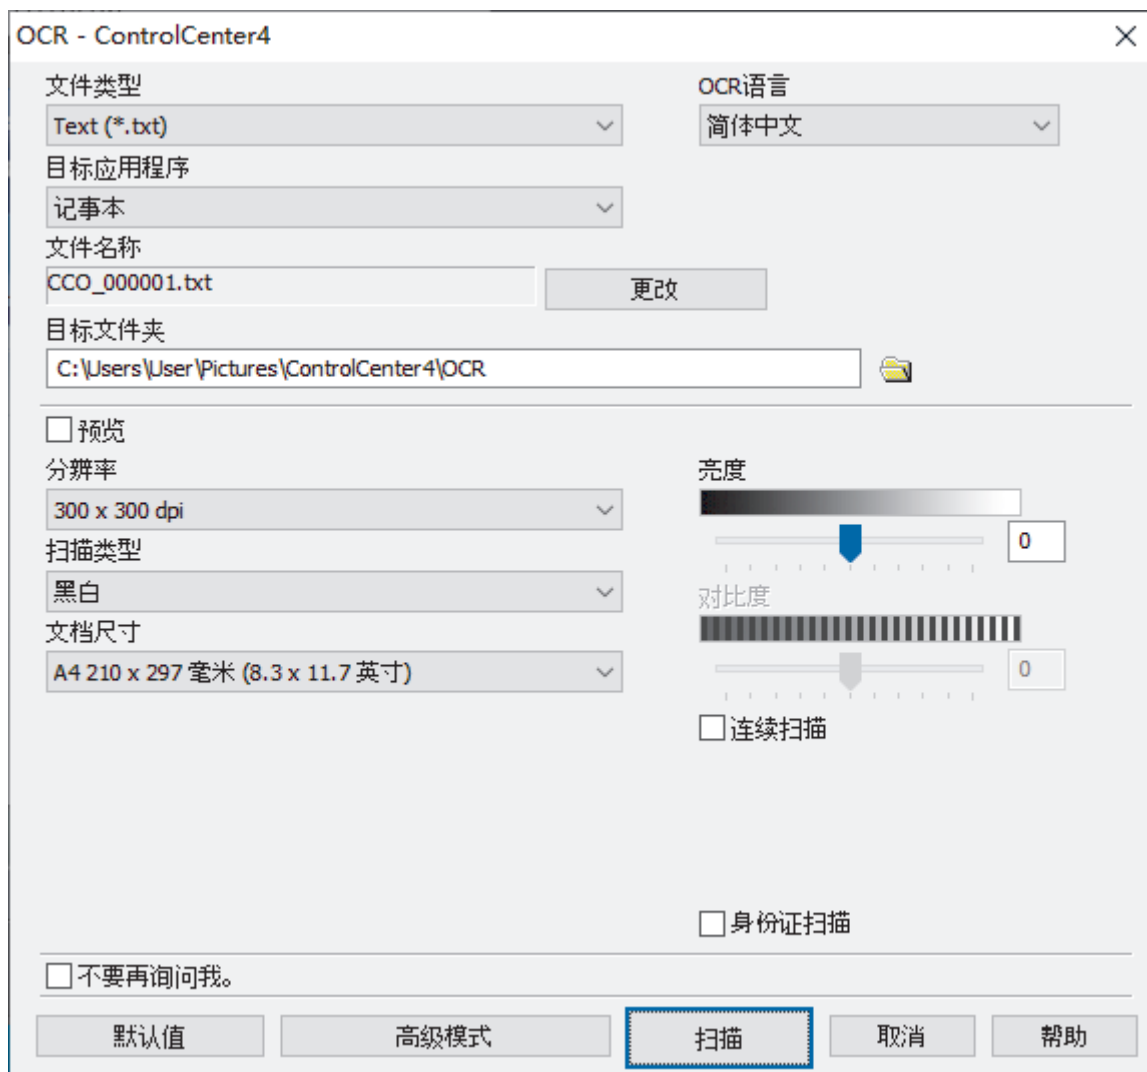 OCR - ControlCenter4
文件类型
Text (*.txt)
OCR语言
简体中文
目标应用程序
记事本
文件名称
CCO_000001.txt
更改
目标文件夹
C:\Users\User\Pictures\ControlCenter4\OCR
预览
分辨率
300 x 300 dpi
扫描类型
黑白
文档尺寸
A4 210 x 297 毫米 (8.3 x 11.7 英寸)
亮度
0
对比度
0
连续扫描
身份证扫描
不要再询问我。
默认值
高级模式
扫描
取消
帮助